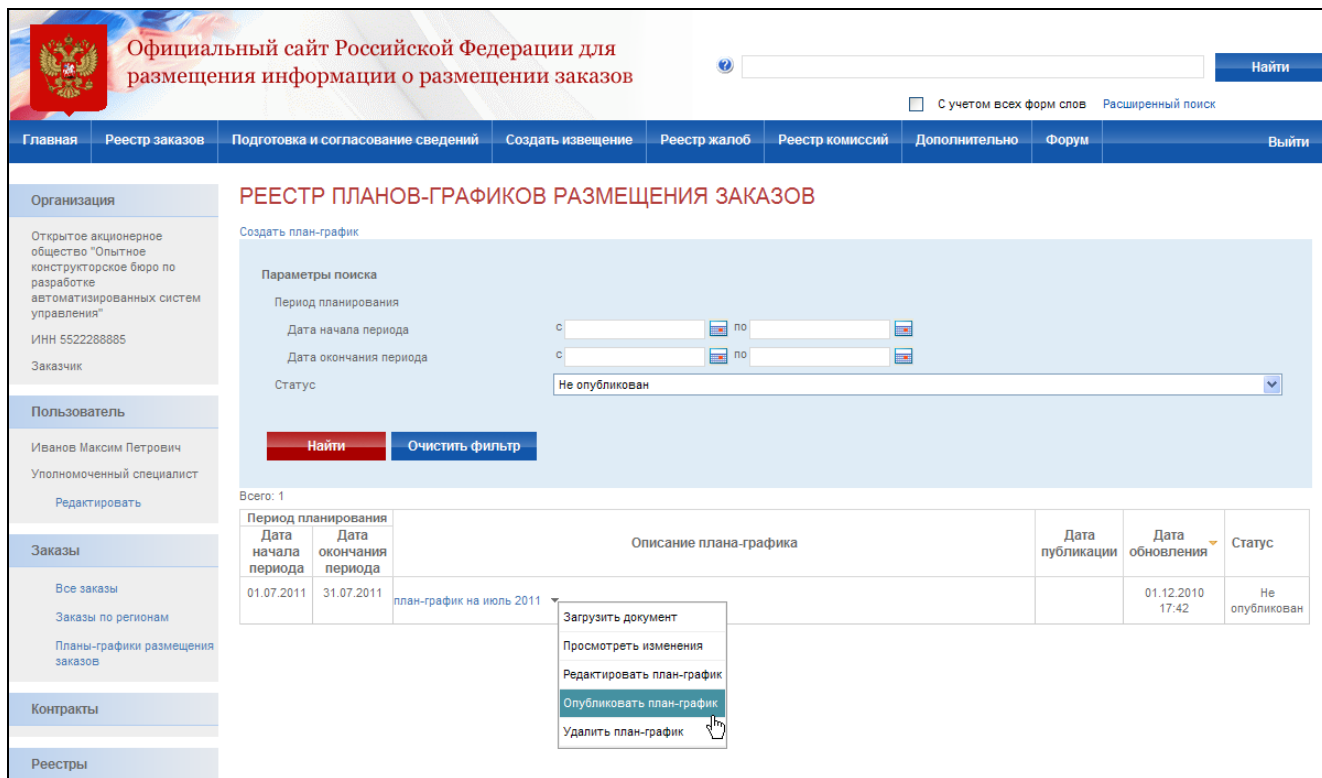 Официальный сайт Российской Федерации для
размещения информации о размещении заказов
Найти
С учетом всех форм слов Расширенный поиск
Главная Реестр заказов Подготовка и согласование сведений Создать извещение Реестр жалоб Реестр комиссий Дополнительно Форум Выйти
Организация
Открытое акционерное
общество "Опытное
конструкторское бюро по
разработке
автоматизированных систем
управления"
ИНН 5522288885
Заказчик
Пользователь
Иванов Максим Петрович
Уполномоченный специалист
Редактировать
Заказы
Все заказы
Заказы по регионам
Планы-графики размещения
заказов
Контракты
Реестры
РЕЕСТР ПЛАНОВ-ГРАФИКОВ РАЗМЕЩЕНИЯ ЗАКАЗОВ
Создать план-график
Параметры поиска
Период планирования
Дата начала периода с по
Дата окончания периода с по
Статус Не опубликован
Найти Очистить фильтр
Всего: 1
Период планирования
Дата начала периода Дата окончания периода Описание плана-графика Дата публикации Дата обновления Статус
01.07.2011 31.07.2011 план-график на июль 2011 01.12.2010 17:42 Не опубликован
Загрузить документ
Просмотреть изменения
Редактировать план-график
Опубликовать план-график
Удалить план-график